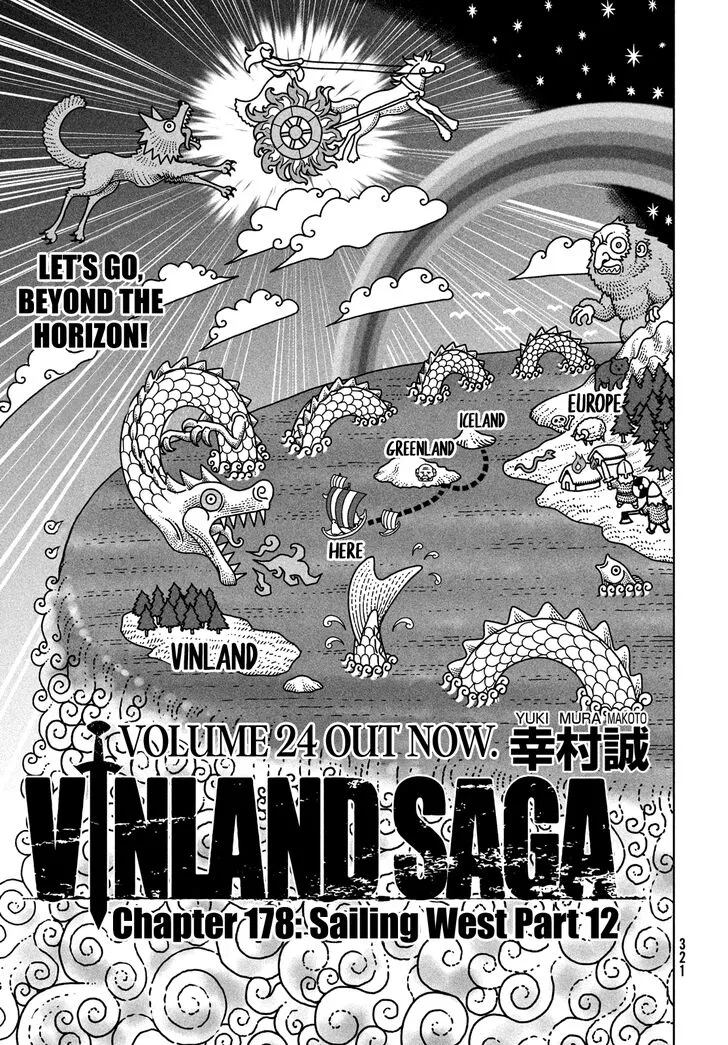 LET'S GO,
BEYOND THE
HORIZON!
ICELAND
EUROPE
GREENLAND
HERE
VINLAND
YUKI MURA MAKOTO
VOLUME 24 OUT NOW. 幸村誠
VINLAND SAGA
Chapter 178: Sailing West Part 12
321